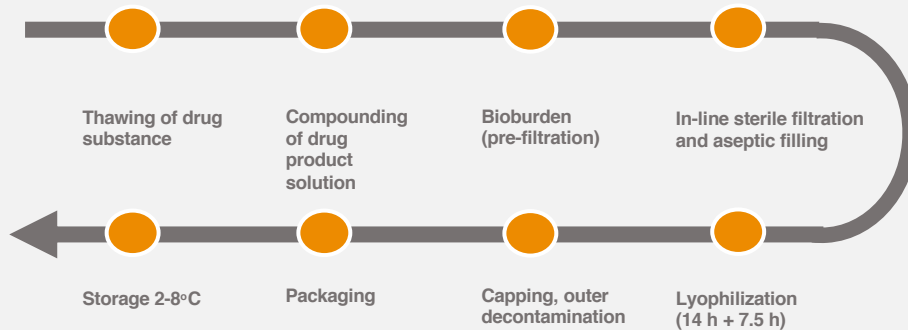 Thawing of drug
substance
Compounding
of drug
product
solution
Bioburden
(pre-filtration)
In-line sterile filtration
and aseptic filling
Storage 2-8ºC
Packaging
Capping, outer
decontamination
Lyophilization
(14 h + 7.5 h)